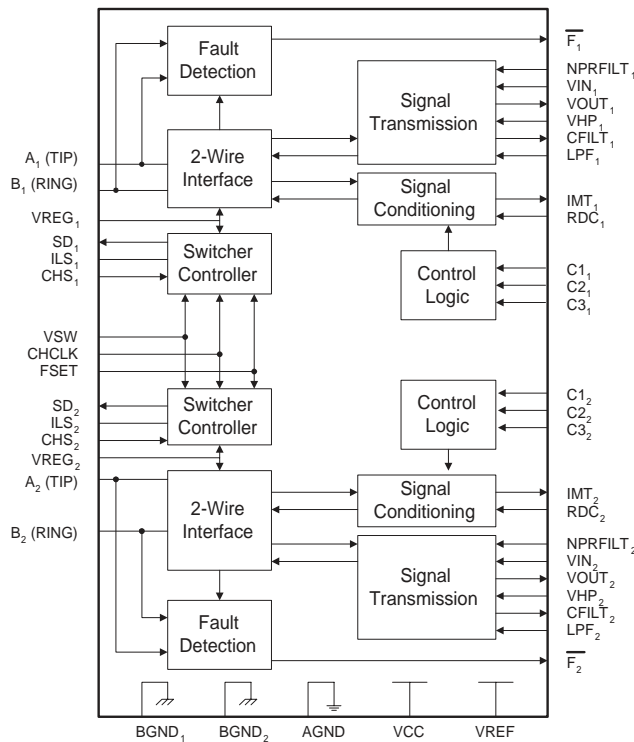 Fault
Detection
F₁
NPRFILT₁
VIN₁
VOUT₁
VHP₁
CFILT₁
LPF₁
Signal
Transmission
A₁ (TIP)
B₁ (RING)
2-Wire
Interface
Signal
Conditioning
IMT₁
RDC₁
VREG₁
SD₁
ILS₁
CHS₁
Switcher
Controller
Control
Logic
C1₁
C2₁
C3₁
VSW
CHCLK
FSET
SD₂
ILS₂
CHS₂
Switcher
Controller
Control
Logic
C1₂
C2₂
C3₂
VREG₂
A₂ (TIP)
B₂ (RING)
2-Wire
Interface
Signal
Conditioning
IMT₂
RDC₂
Signal
Transmission
NPRFILT₂
VIN₂
VOUT₂
VHP₂
CFILT₂
LPF₂
Fault
Detection
F₂
BGND₁
BGND₂
AGND
VCC
VREF